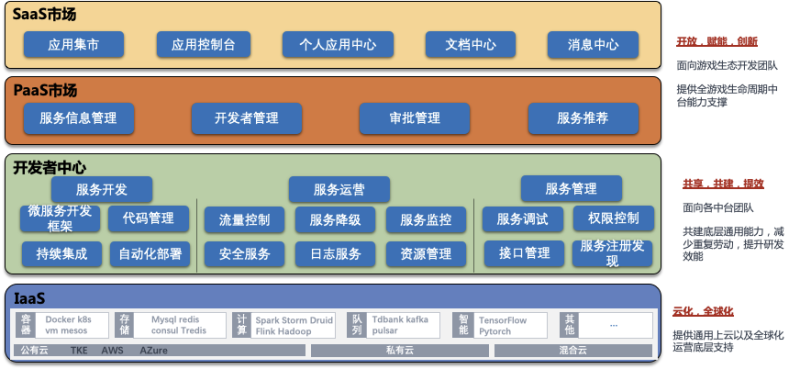 SaaS市场
应用集市
应用控制台
个人应用中心
文档中心
消息中心
开放，赋能，创新
面向游戏生态开发团队
提供全游戏生命周期中
台能力支撑
PaaS市场
服务信息管理
开发者管理
审批管理
服务推荐
开发者中心
服务开发
微服务开发
框架
代码管理
持续集成
自动化部署
服务运营
流量控制
服务降级
服务监控
安全服务
日志服务
资源管理
服务管理
服务调试
权限控制
接口管理
服务注册发
现
共享，共建，提效
面向各中台团队
共建底层通用能力，减
少重复劳动，提升研发
效能
IaaS
容器
Docker k8s
vm mesos
存储
Mysql redis
consul Tredis
计算
Spark Storm Druid
Flink Hadoop
队列
Tdbank kafka
pulsar
智能
TensorFlow
Pytorch
其他
...
公有云 TKE AWS AZure
私有云
混合云
云化，全球化
提供通用上云以及全球化
运营底层支持